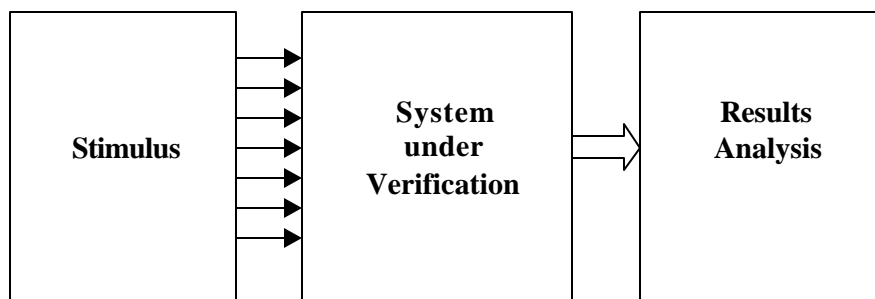 Stimulus
System
under
Verification
Results
Analysis